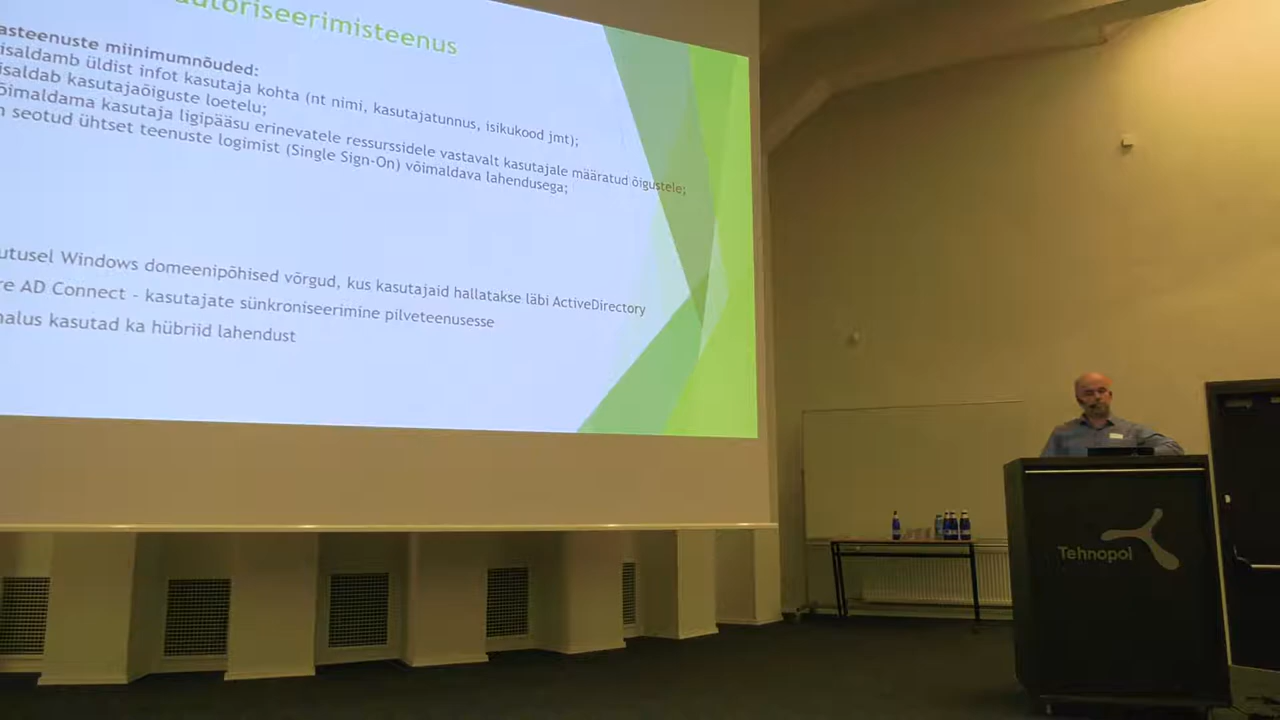 autoriseerimisteenus
asteenuste miinimumnõuded:
isaldamb üldist infot kasutaja kohta (nt nimi, kasutajatunnus, isikukood jmt);
isaldab kasutajaõiguste loetelu;
õimaldama kasutaja ligipääsu erinevatele ressurssidele vastavalt kasutajale määratud õigustele;
n seotud ühtset teenuste logimist (Single Sign-On) võimaldava lahendusega;
utusel Windows domeenipõhised võrgud, kus kasutajaid hallatakse läbi ActiveDirectory
re AD Connect - kasutajate sünkroniseerimine pilveteenusesse
nalus kasutad ka hübriid lahendust
Tehnopol